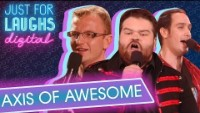 JUST FOR
LAUGHS
digital
AXIS OF AWESOME